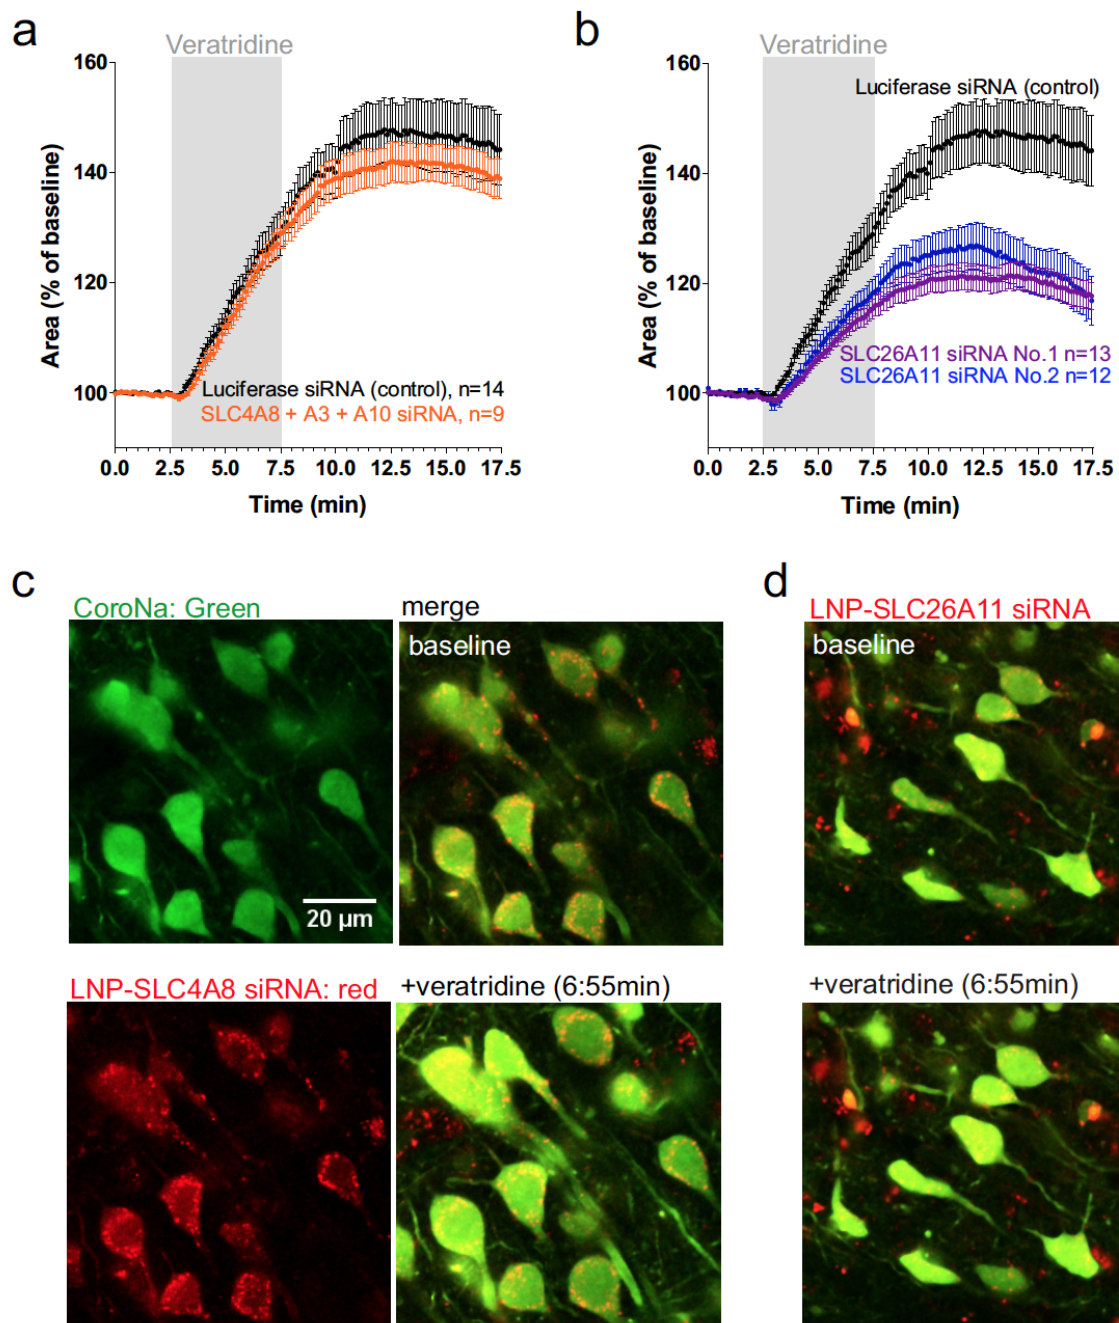 a
Veratridine
160
140
120
100
Area (% of baseline)
Luciferase siRNA (control), n=14
SLC4A8 + A3 + A10 siRNA, n=9
0.0 2.5 5.0 7.5 10.0 12.5 15.0 17.5
Time (min)
b
Veratridine
160
140
120
100
Area (% of baseline)
Luciferase siRNA (control)
SLC26A11 siRNA No.1 n=13
SLC26A11 siRNA No.2 n=12
0.0 2.5 5.0 7.5 10.0 12.5 15.0 17.5
Time (min)
c
CoroNa: Green
20 µm
merge
baseline
LNP-SLC4A8 siRNA: red
+veratridine (6:55min)
d
LNP-SLC26A11 siRNA
baseline
+veratridine (6:55min)